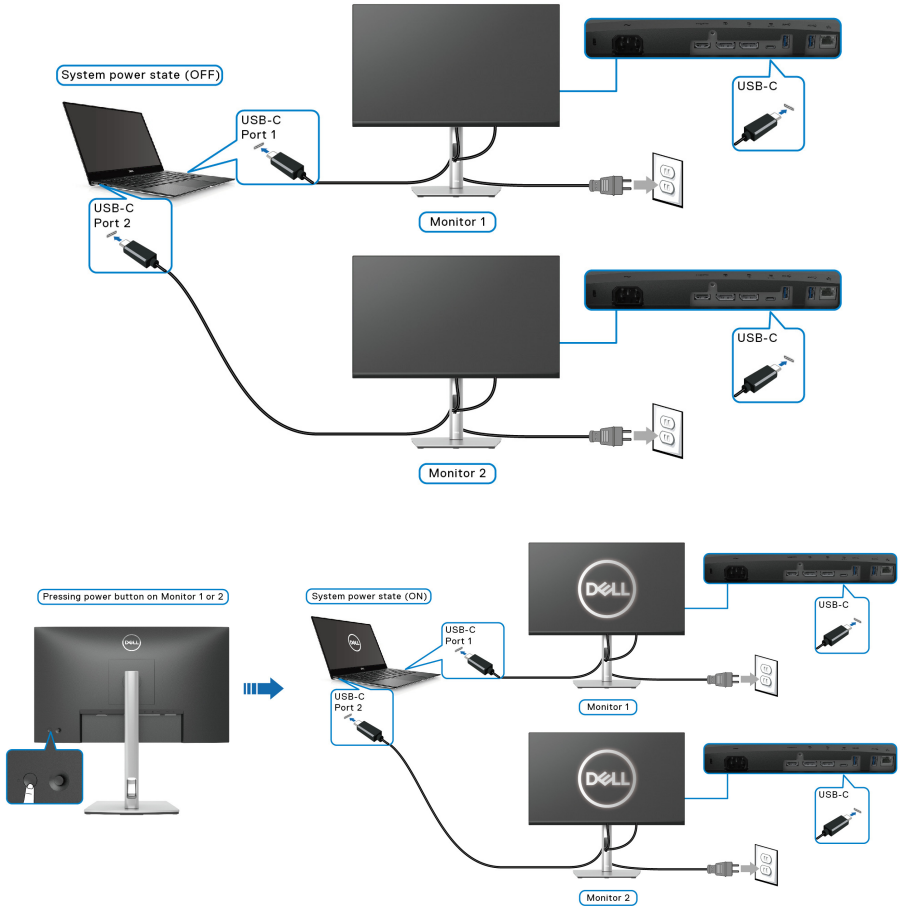 System power state (OFF)
USB-C
Port 1
USB-C
Monitor 1
USB-C
Port 2
USB-C
Monitor 2
Pressing power button on Monitor 1 or 2
DELL
System power state (ON)
DELL
USB-C
Port 1
DELL
USB-C
Monitor 1
USB-C
Port 2
DELL
USB-C
Monitor 2